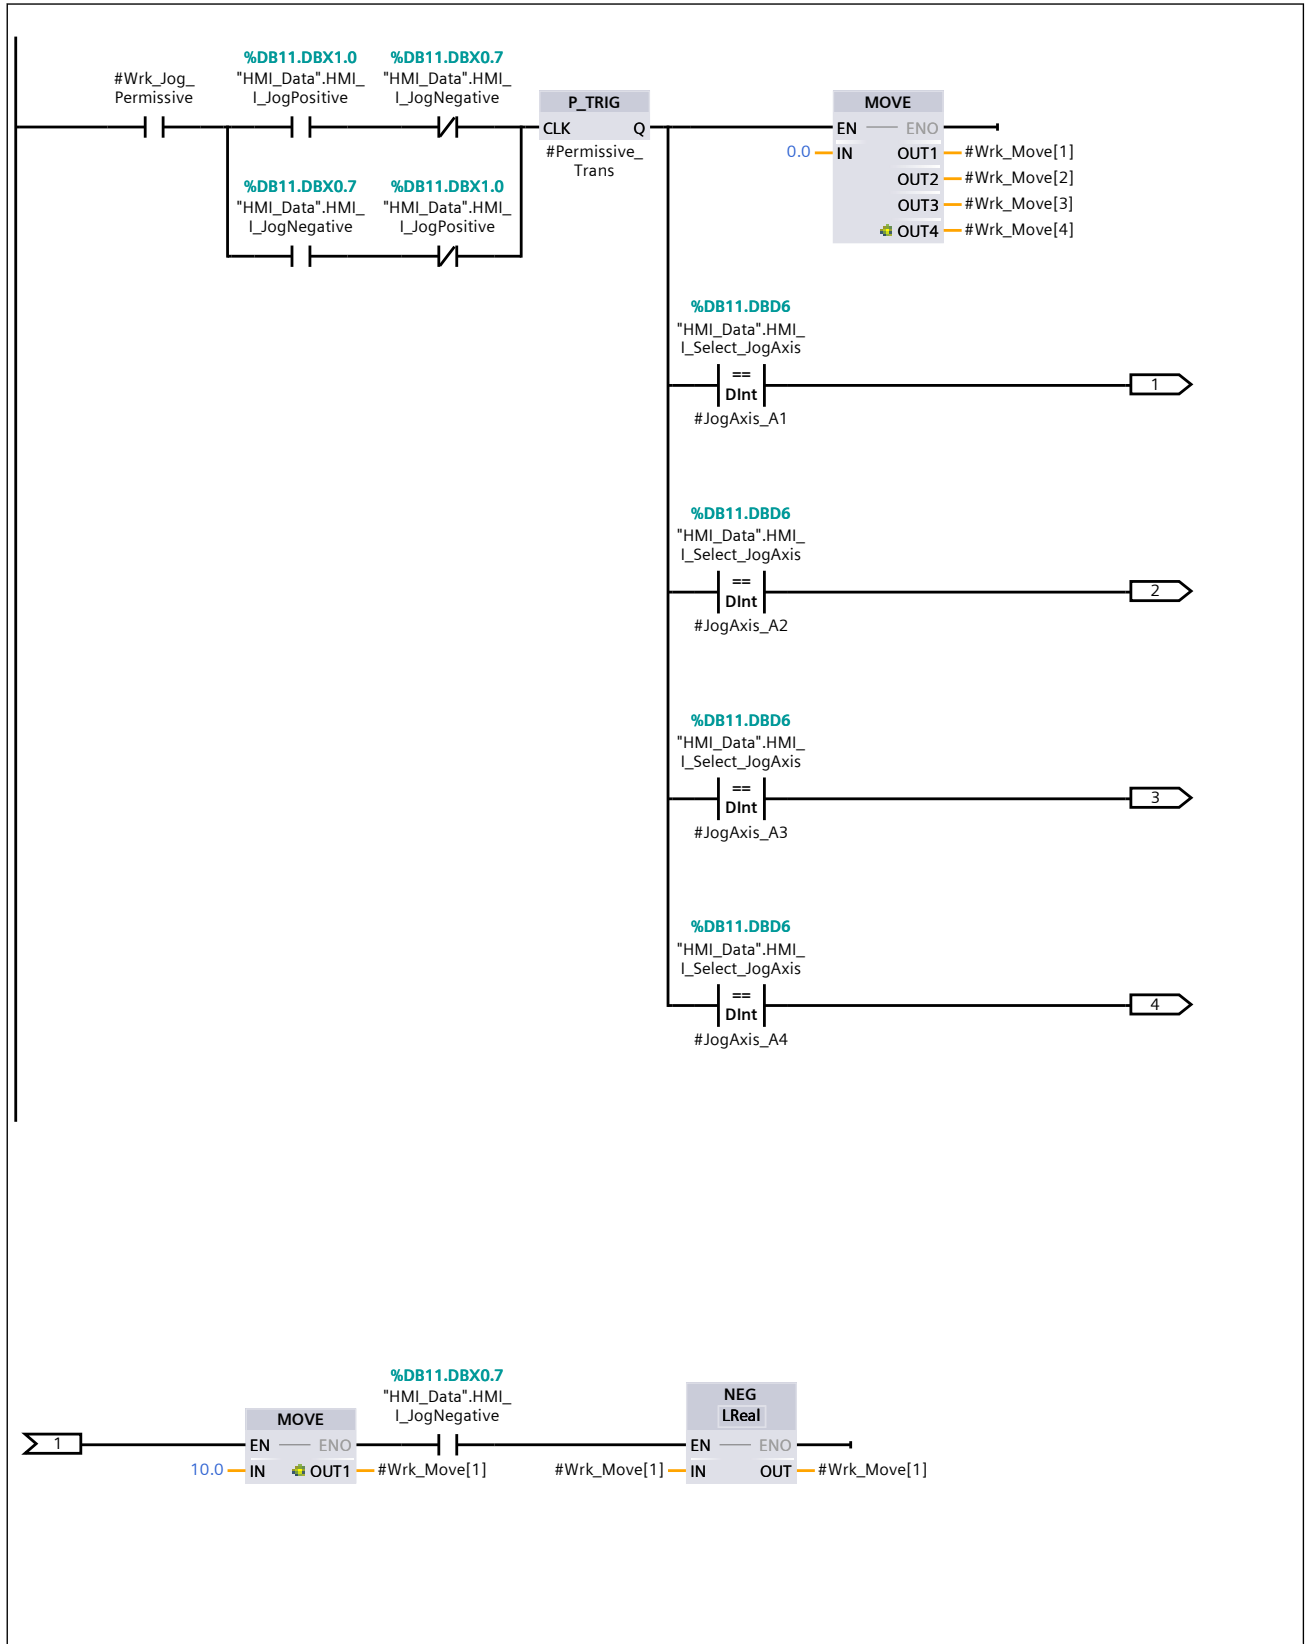 %DB11.DBX1.0 %DB11.DBX0.7
#Wrk_Jog_ "HMI_Data".HMI_ "HMI_Data".HMI_
Permissive I_JogPositive I_JogNegative
P_TRIG MOVE
CLK Q EN ENO
#Permissive_ 0.0 IN OUT1 #Wrk_Move[1]
Trans OUT2 #Wrk_Move[2]
%DB11.DBX0.7 %DB11.DBX1.0
"HMI_Data".HMI_ "HMI_Data".HMI_ OUT3 #Wrk_Move[3]
I_JogNegative I_JogPositive OUT4 #Wrk_Move[4]
%DB11.DBD6
"HMI_Data".HMI_
I_Select_JogAxis
==
DInt 1
#JogAxis_A1
%DB11.DBD6
"HMI_Data".HMI_
I_Select_JogAxis
==
DInt 2
#JogAxis_A2
%DB11.DBD6
"HMI_Data".HMI_
I_Select_JogAxis
==
DInt 3
#JogAxis_A3
%DB11.DBD6
"HMI_Data".HMI_
I_Select_JogAxis
==
DInt 4
#JogAxis_A4
%DB11.DBX0.7
"HMI_Data".HMI_ NEG
MOVE I_JogNegative LReal
1 EN ENO EN ENO
10.0 IN OUT1 #Wrk_Move[1] #Wrk_Move[1] IN OUT #Wrk_Move[1]